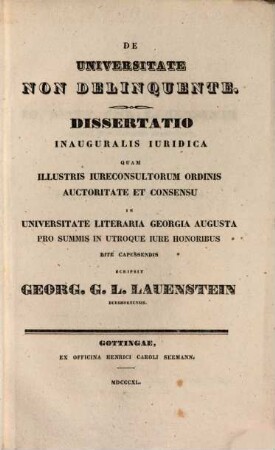 DE
UNIVERSITATE
NON DELINQUENTE.
DISSERTATIO
INAUGURALIS IURIDICA
QUAM
ILLUSTRIS IURECONSULTORUM ORDINIS
AUCTORITATE ET CONSENSU
IN
UNIVERSITATE LITERARIA GEORGIA AUGUSTA
PRO SUMMIS IN UTROQUE IURE HONORIBUS
RITE CAPESSENDIS
SCRIPSIT
GEORG. G. L. LAUENSTEIN
GOTTINGAE,
EX OFFICINA HENRICI CAROLI SEEMANN.
MDCCCXL.